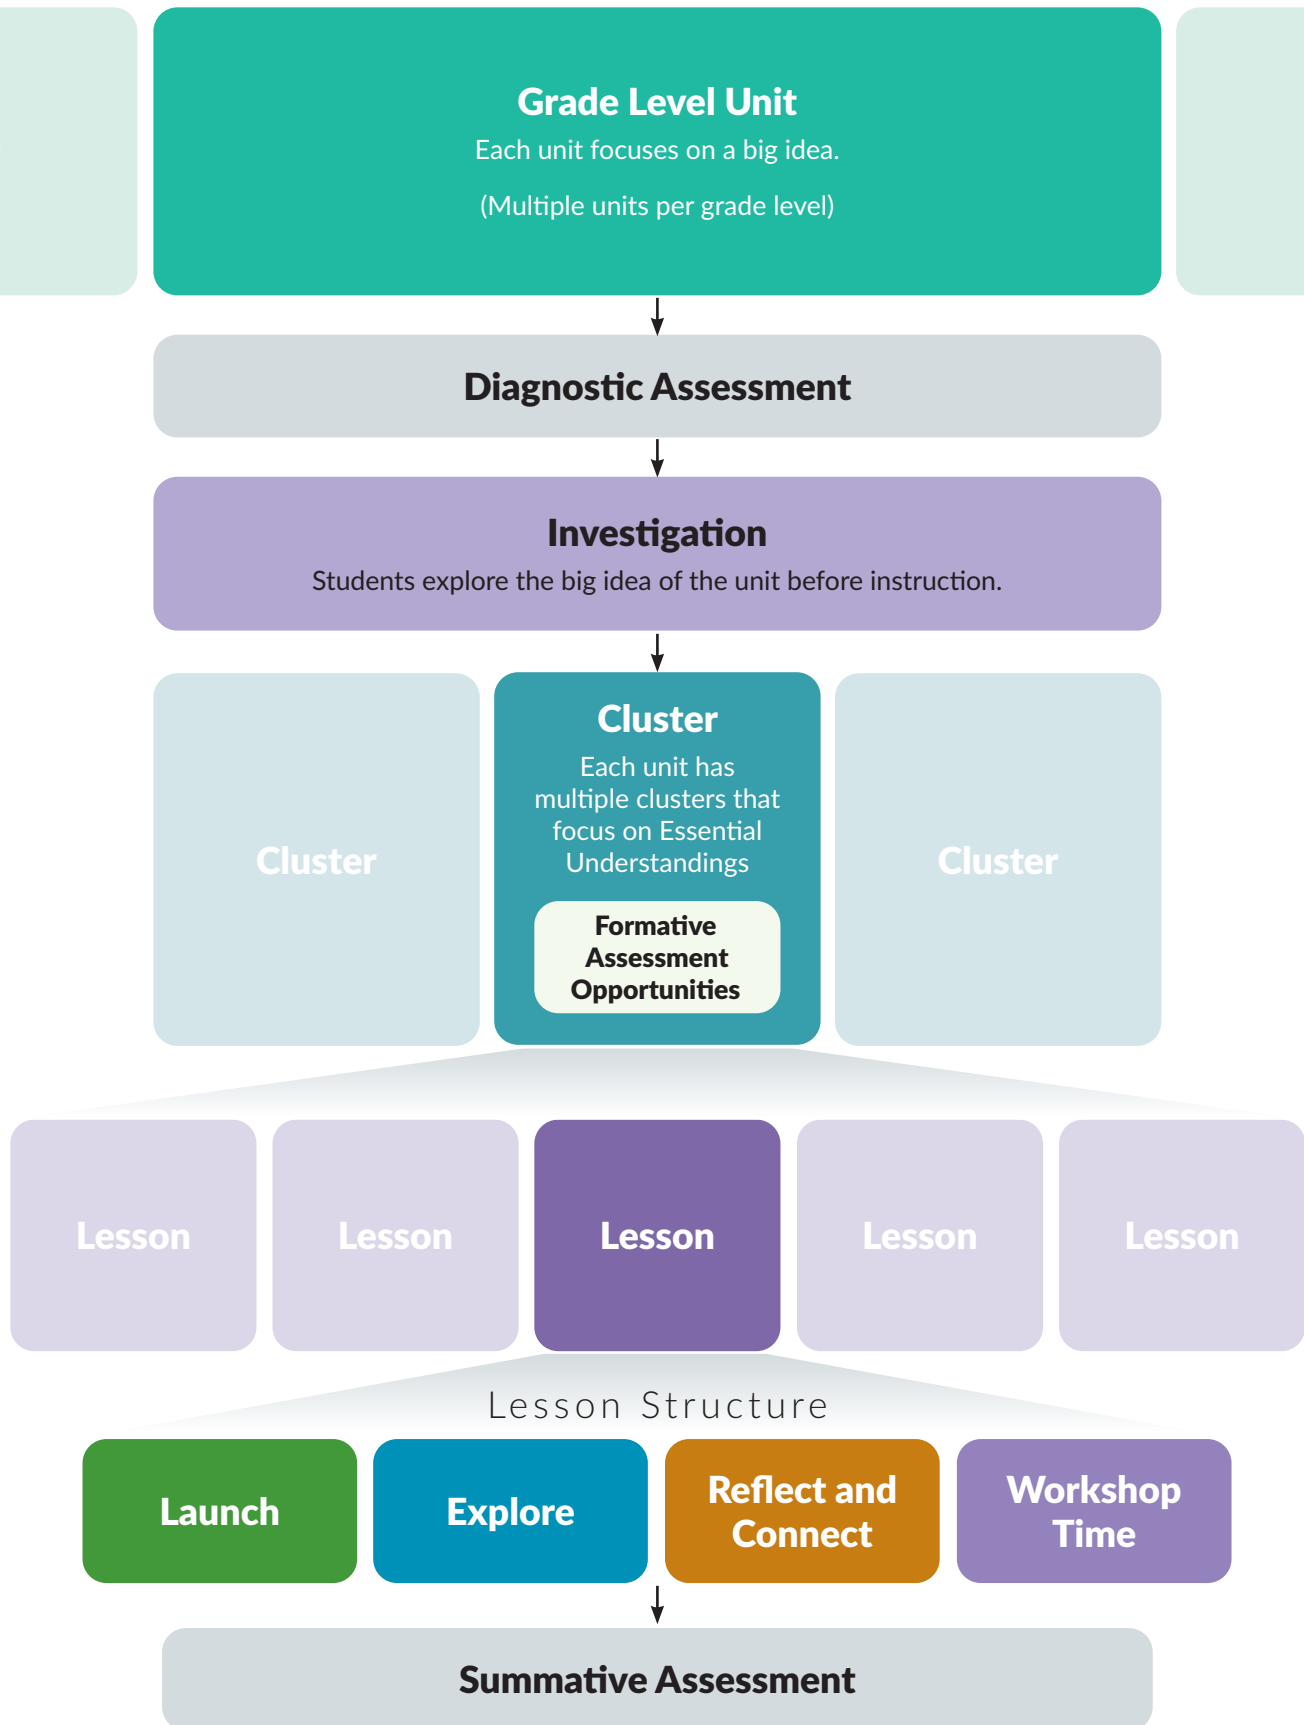 Grade Level Unit
Each unit focuses on a big idea.
(Multiple units per grade level)
Diagnostic Assessment
Investigation
Students explore the big idea of the unit before instruction.
Cluster
Cluster
Each unit has
multiple clusters that
focus on Essential
Understandings
Formative
Assessment
Opportunities
Cluster
Lesson
Lesson
Lesson
Lesson
Lesson
Lesson Structure
Launch
Explore
Reflect and
Connect
Workshop
Time
Summative Assessment